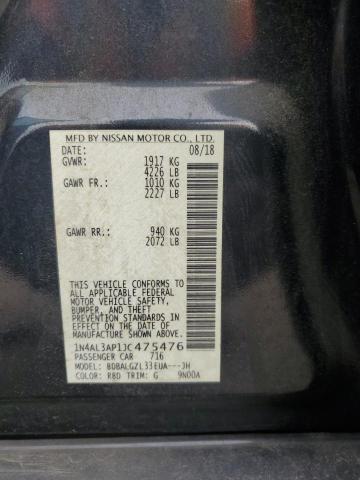 MFD BY NISSAN MOTOR CO., LTD.
DATE: 08/18
GVWR: 1917 KG
4226 LB
GAWR FR.: 1010 KG
2227 LB
GAWR RR.: 940 KG
2072 LB
THIS VEHICLE CONFORMS TO
ALL APPLICABLE FEDERAL
MOTOR VEHICLE SAFETY,
BUMPER, AND THEFT
PREVENTION STANDARDS
IN EFFECT ON THE DATE OF
MANUFACTURE SHOWN ABOVE
1N4AL3AP1JC475476
PASSENGER CAR 716
MODEL: BDBALGZL33EUA---JH
COLOR: RBD TRIM: G 9N00A